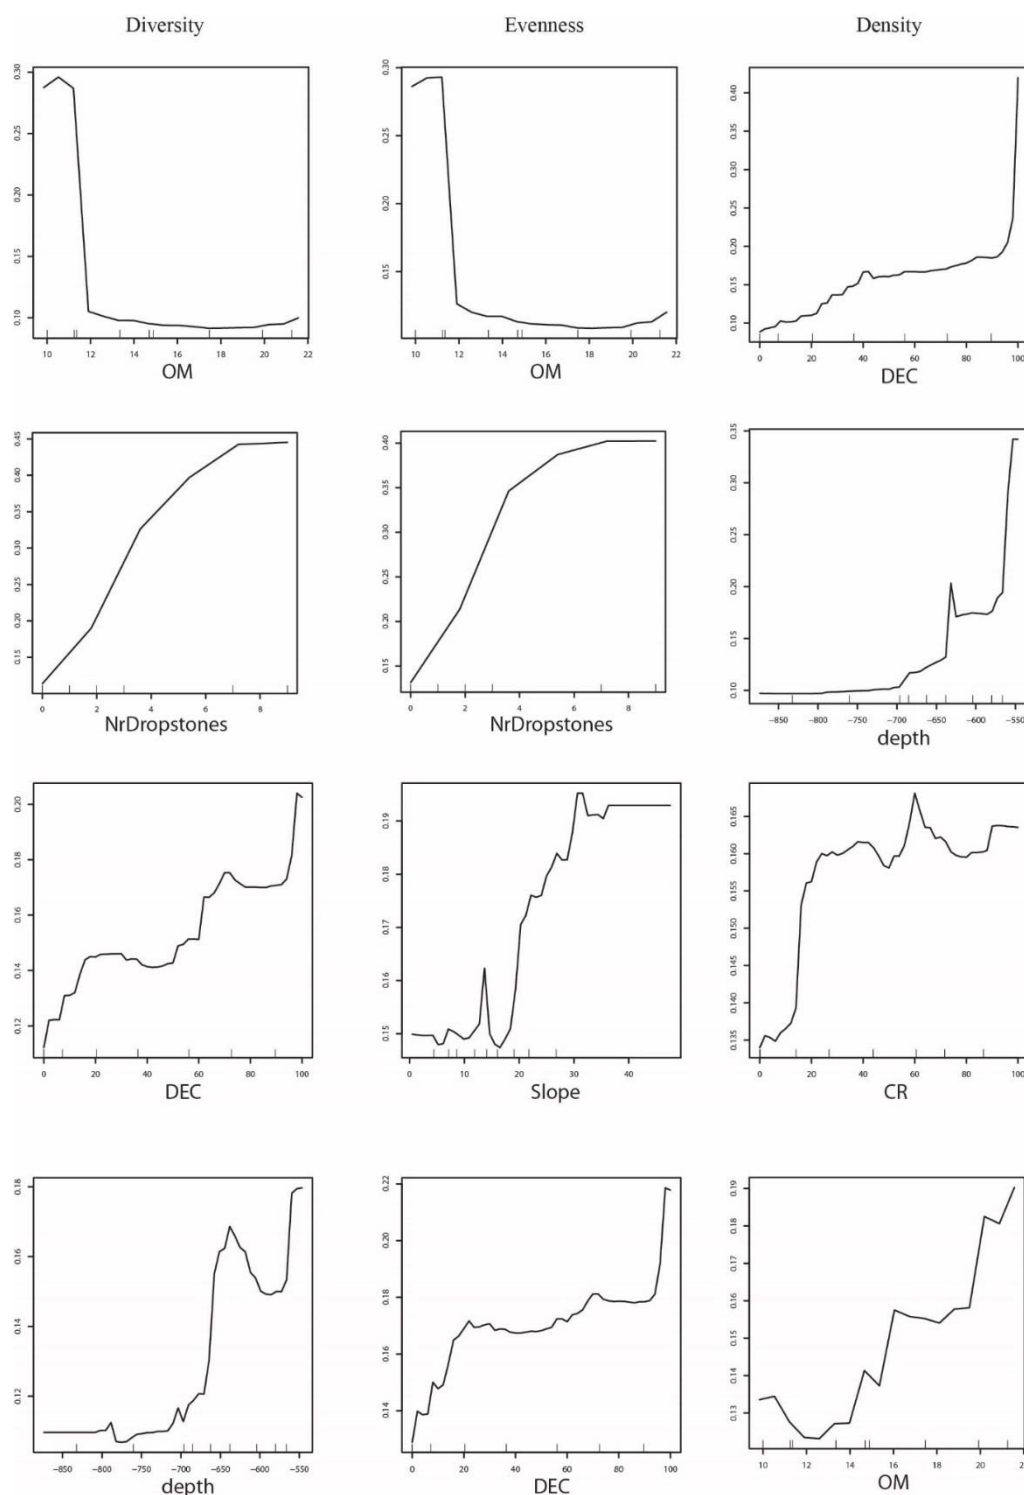 Diversity Evenness Density
0.30 0.25 0.20 0.15 0.10
10 12 14 16 18 20 22
OM
0.30 0.25 0.20 0.15
10 12 14 16 18 20 22
OM
0.40 0.35 0.30 0.25 0.20 0.15 0.10
0 20 40 60 80 100
DEC
0.45 0.40 0.35 0.30 0.25 0.20 0.15
0 2 4 6 8
NrDropstones
0.40 0.35 0.30 0.25 0.20 0.15
0 2 4 6 8
NrDropstones
0.35 0.30 0.25 0.20 0.15 0.10
−850 −800 −750 −700 −650 −600 −550
depth
0.20 0.18 0.16 0.14 0.12
0 20 40 60 80 100
DEC
0.19 0.18 0.17 0.16 0.15
0 10 20 30 40
Slope
0.165 0.160 0.155 0.150 0.145 0.140 0.135
0 20 40 60 80 100
CR
0.18 0.16 0.14 0.12
−850 −800 −750 −700 −650 −600 −550
depth
0.22 0.20 0.18 0.16 0.14
0 20 40 60 80 100
DEC
0.19 0.18 0.17 0.16 0.15 0.14 0.13
10 12 14 16 18 20
OM